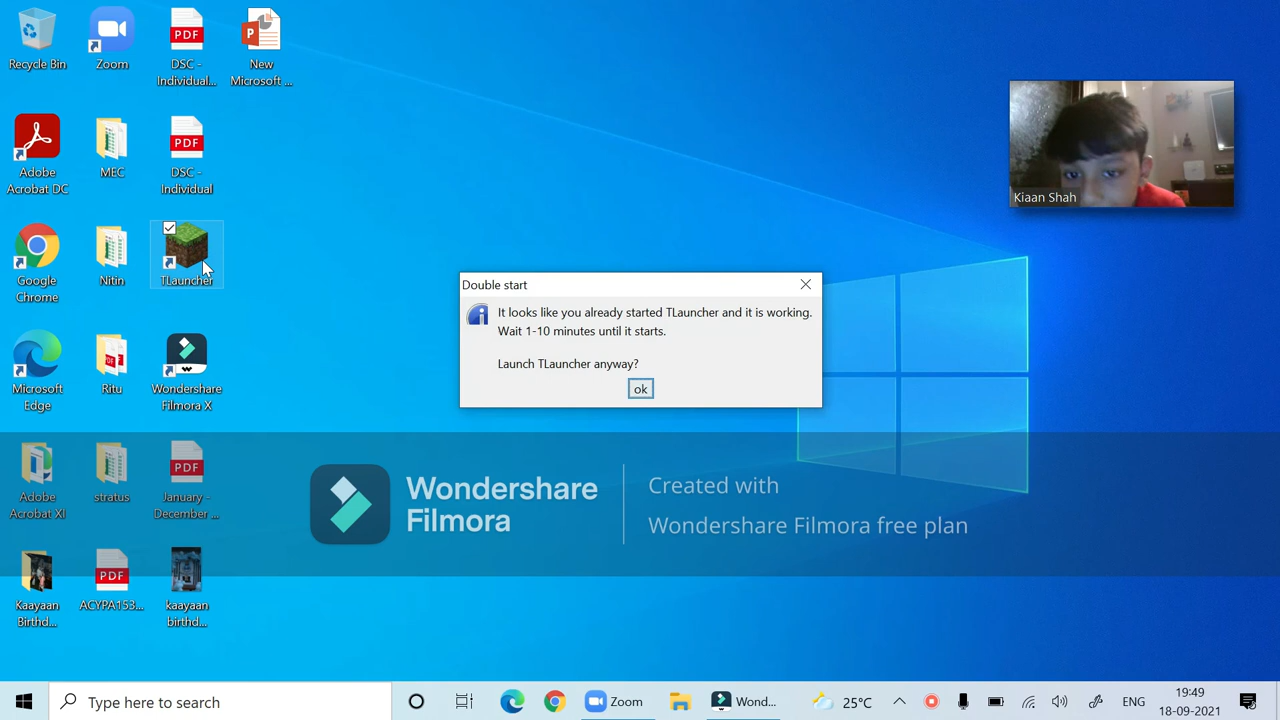 Recycle Bin
Zoom
DSC -
Individual...
New
Microsoft ...
Adobe
Acrobat DC
MEC
DSC -
Individual
Google
Chrome
Nitin
TLauncher
Microsoft
Edge
Ritu
Wondershare
Filmora X
Adobe
Acrobat XI
stratus
January -
December ...
Kaayaan
Birthd...
ACYPA153...
kaayaan
birthd...
PDF
PDF
PDF
PDF
Kiaan Shah
Double start
It looks like you already started TLauncher and it is working.
Wait 1-10 minutes until it starts.
Launch TLauncher anyway?
ok
Wondershare
Filmora
Created with
Wondershare Filmora free plan
Type here to search
Zoom
Wond...
25°C
ENG
19:49
18-09-2021